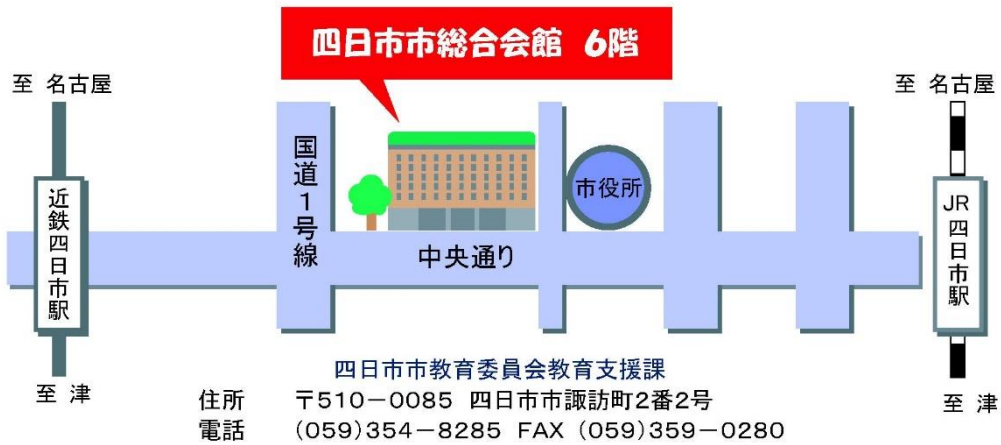 四日市市総合会館 6階
至 名古屋
至 名古屋
近鉄四日市駅
国道1号線
市役所
JR四日市駅
中央通り
至 津
至 津
四日市市教育委員会教育支援課
住所 〒510－0085 四日市市諏訪町2番2号
電話 (059)354－8285 FAX (059)359－0280